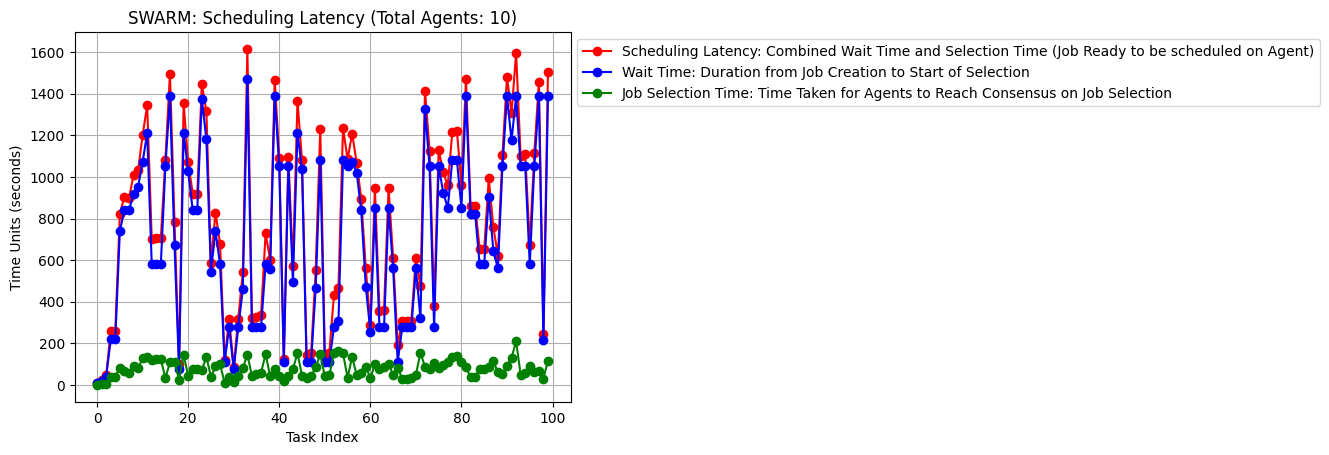 SWARM: Scheduling Latency (Total Agents: 10)
Scheduling Latency: Combined Wait Time and Selection Time (Job Ready to be scheduled on Agent)
Wait Time: Duration from Job Creation to Start of Selection
Job Selection Time: Time Taken for Agents to Reach Consensus on Job Selection
Time Units (seconds)
1600
1400
1200
1000
800
600
400
200
0
0 20 40 60 80 100
Task Index